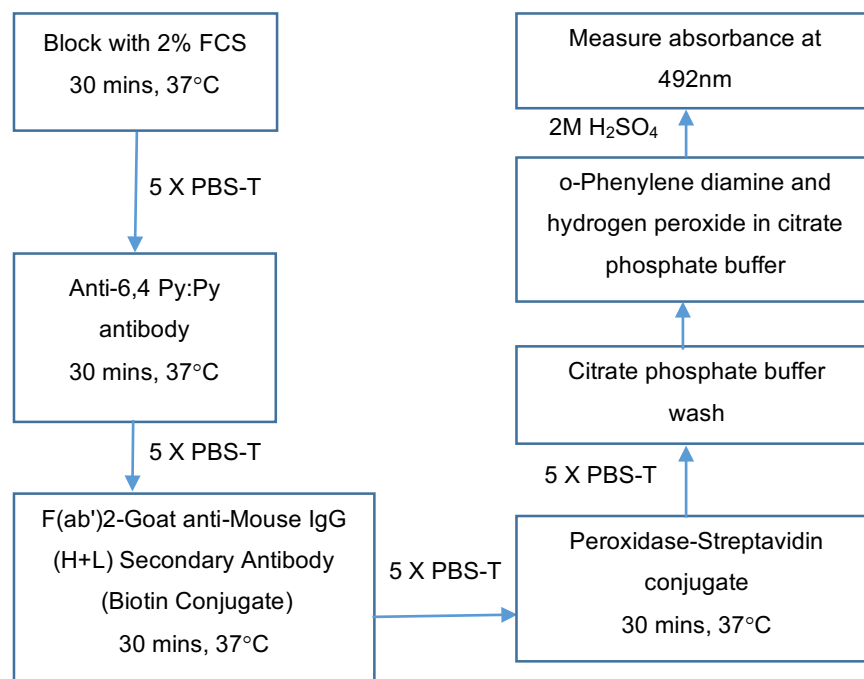 Block with 2% FCS
30 mins, 37°C
5 X PBS-T
Anti-6,4 Py:Py
antibody
30 mins, 37°C
5 X PBS-T
F(ab')2-Goat anti-Mouse IgG
(H+L) Secondary Antibody
(Biotin Conjugate)
30 mins, 37°C
5 X PBS-T
Peroxidase-Streptavidin
conjugate
30 mins, 37°C
5 X PBS-T
Citrate phosphate buffer
wash
o-Phenylene diamine and
hydrogen peroxide in citrate
phosphate buffer
2M H₂SO₄
Measure absorbance at
492nm